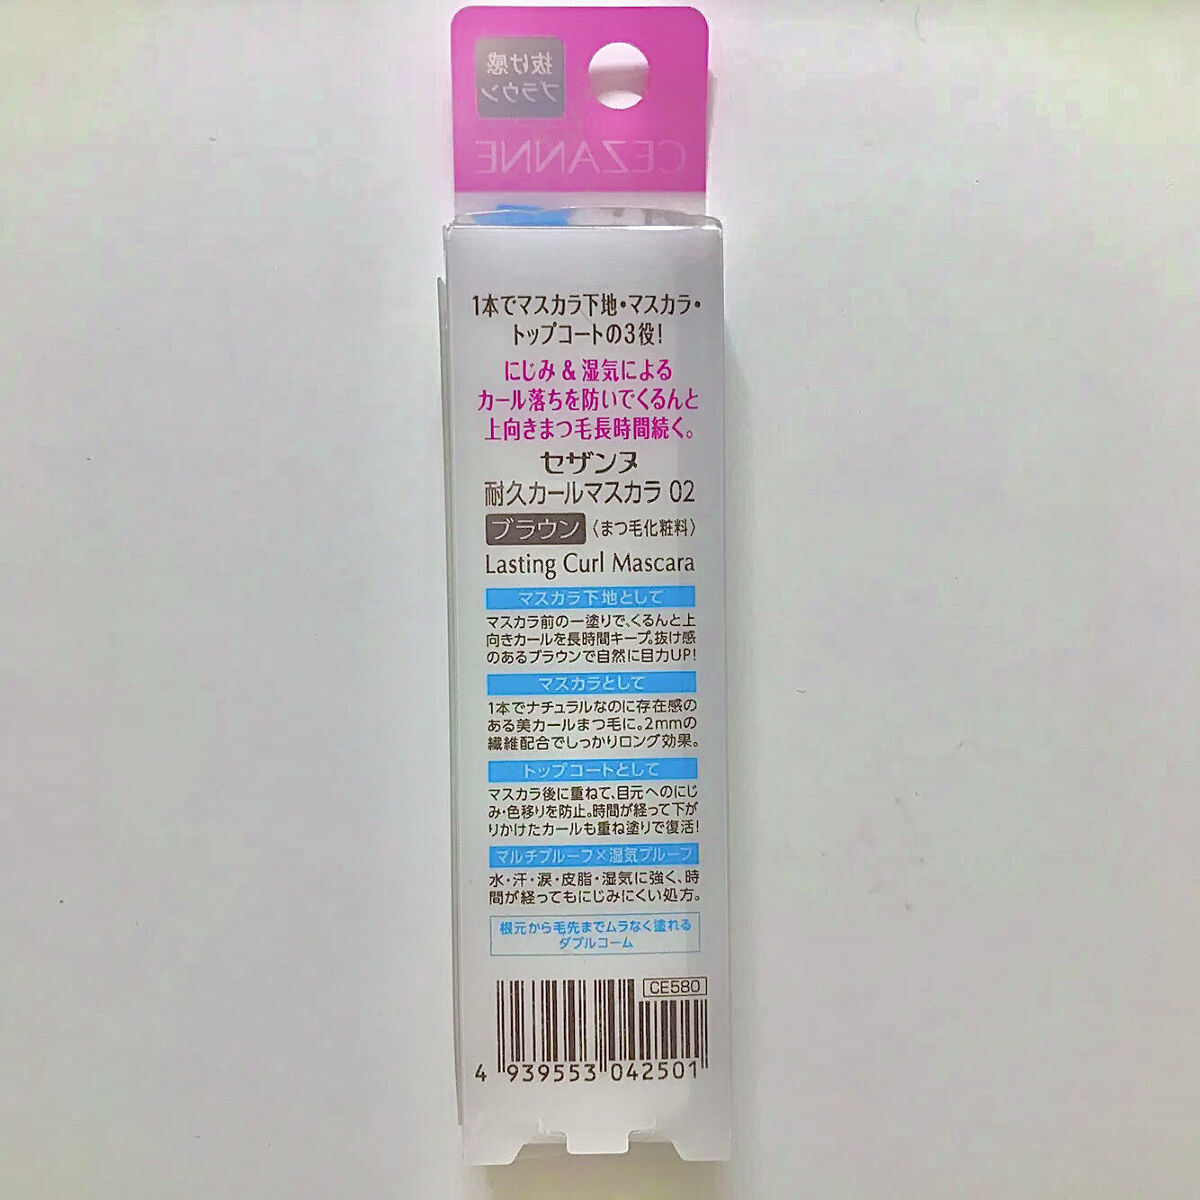 抜け感
ブラウン
CEZANNE
1本でマスカラ下地・マスカラ・
トップコートの3役!
にじみ & 湿気による
カール落ちを防いでくるんと
上向きまつ毛長時間続く。
セザンヌ
耐久カールマスカラ 02
ブラウン 〈まつ毛化粧料〉
Lasting Curl Mascara
マスカラ下地として
マスカラ前の一塗りで、くるんと上
向きカールを長時間キープ。抜け感
のあるブラウンで自然に目力UP!
マスカラとして
1本でナチュラルなのに存在感の
ある美カールまつ毛に。2mmの
繊維配合でしっかりロング効果。
トップコートとして
マスカラ後に重ねて、目元へのにじ
み・色移りを防止。時間が経って下が
りかけたカールも重ね塗りで復活!
マルチプルーフ×湿気プルーフ
水・汗・涙・皮脂・湿気に強く、時
間が経ってもにじみにくい処方。
根元から毛先までムラなく塗れる
ダブルコーム
CE580
4 939553 042501